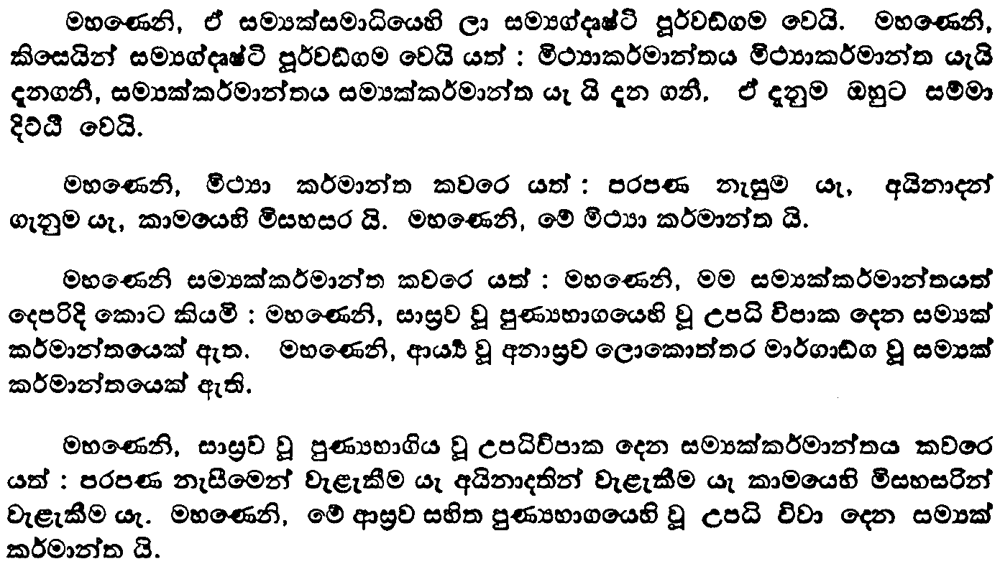 මහණෙනි, ඒ සම්‍යක්සමාධියෙහි ලා සම්‍යග්දෘෂ්ටි පූර්වඞ්ගම වෙයි. මහණෙනි,
කිසෙයින් සම්‍යග්දෘෂ්ටි පූර්වඞ්ගම වෙයි යත් : මිථ්‍යාකර්මාන්තය මිථ්‍යාකර්මාන්ත යැයි
දැනගනී, සම්‍යක්කර්මාන්තය සම්‍යක්කර්මාන්ත යැ යි දැන ගනී. ඒ දැනුම ඔහුට සම්මා
දිට්ඨි වෙයි.
මහණෙනි, මිථ්‍යා කර්මාන්ත කවරෙ යත් : පරපණ නැසුම යැ, අයිනාදන්
ගැනුම යැ, කාමයෙහි මිසහසර යි. මහණෙනි, මේ මිථ්‍යා කර්මාන්ත යි.
මහණෙනි සම්‍යක්කර්මාන්ත කවරෙ යත් : මහණෙනි, මම සම්‍යක්කර්මාන්තයත්
දෙපරිදි කොට කියමි : මහණෙනි, සාස්‍රව වූ පුණ්‍යභාගයෙහි වූ උපධි විපාක දෙන සම්‍යක්
කර්මාන්තයෙක් ඇත. මහණෙනි, ආර්‍ය්‍ය වූ අනාස්‍රව ලොකොත්තර මාර්ගාඞ්ග වූ සම්‍යක්
කර්මාන්තයෙක් ඇති.
මහණෙනි, සාස්‍රව වූ පුණ්‍යභාගිය වූ උපධිවිපාක දෙන සම්‍යක්කර්මාන්තය කවරෙ
යත් : පරපණ නැසීමෙන් වැළැකීම යැ අයිනාදනින් වැළැකීම යැ කාමයෙහි මිසහසරින්
වැළැකීම යැ. මහණෙනි, මේ ආස්‍රව සහිත පුණ්‍යභාගයෙහි වූ උපධි විවා දෙන සම්‍යක්
කර්මාන්ත යි.